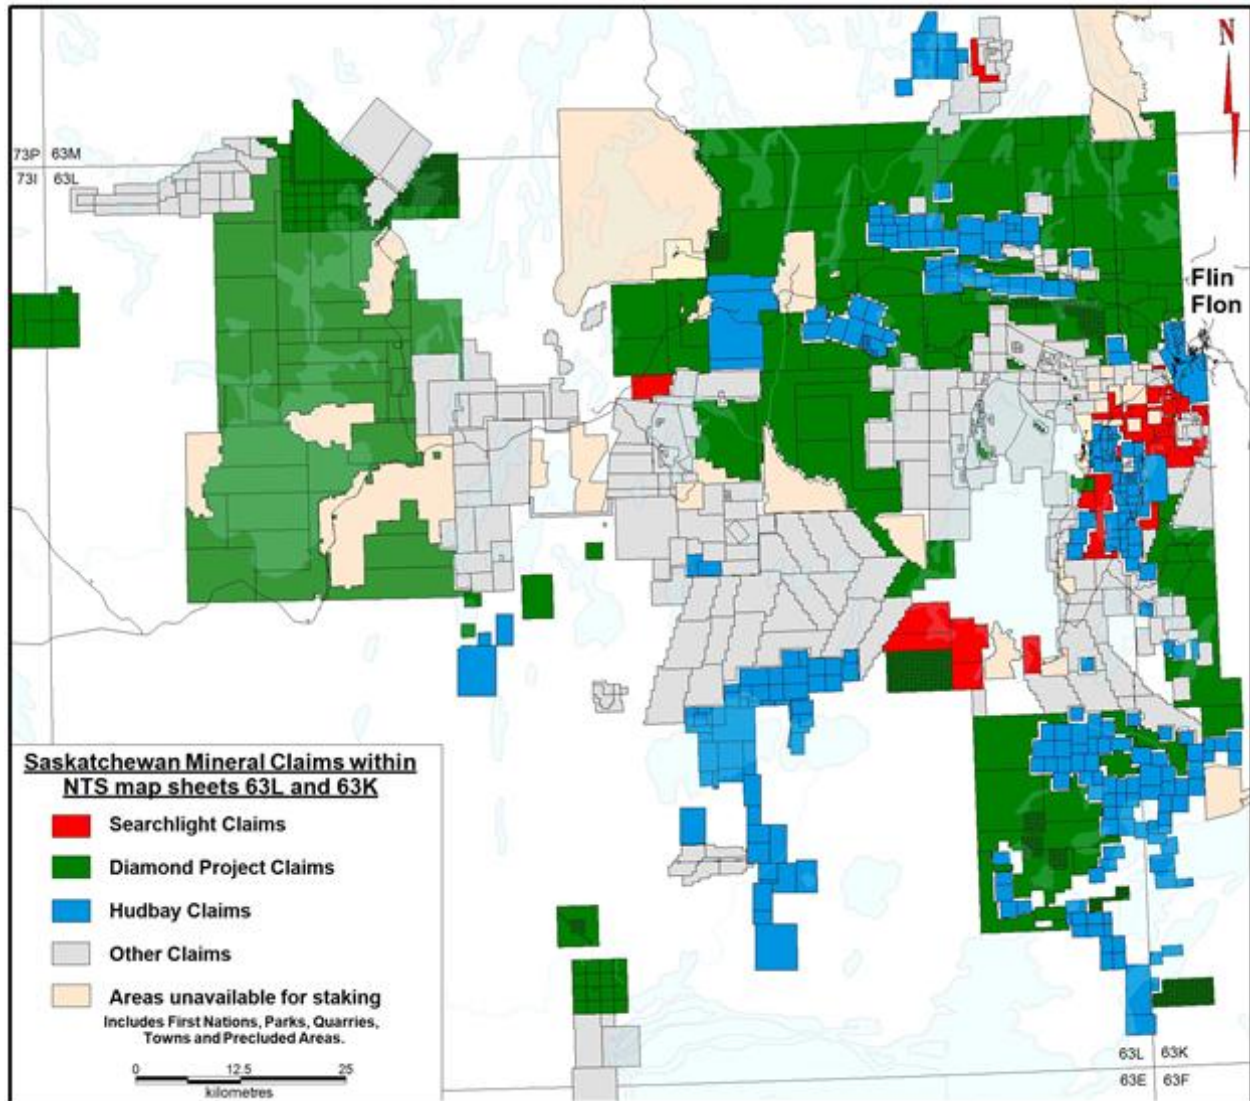 N
73P 63M
73I 63L
Flin
Flon
Saskatchewan Mineral Claims within
NTS map sheets 63L and 63K
Searchlight Claims
Diamond Project Claims
Hudbay Claims
Other Claims
Areas unavailable for staking
Includes First Nations, Parks, Quarries,
Towns and Precluded Areas.
0 12.5 25
kilometres
63L 63K
63E 63F